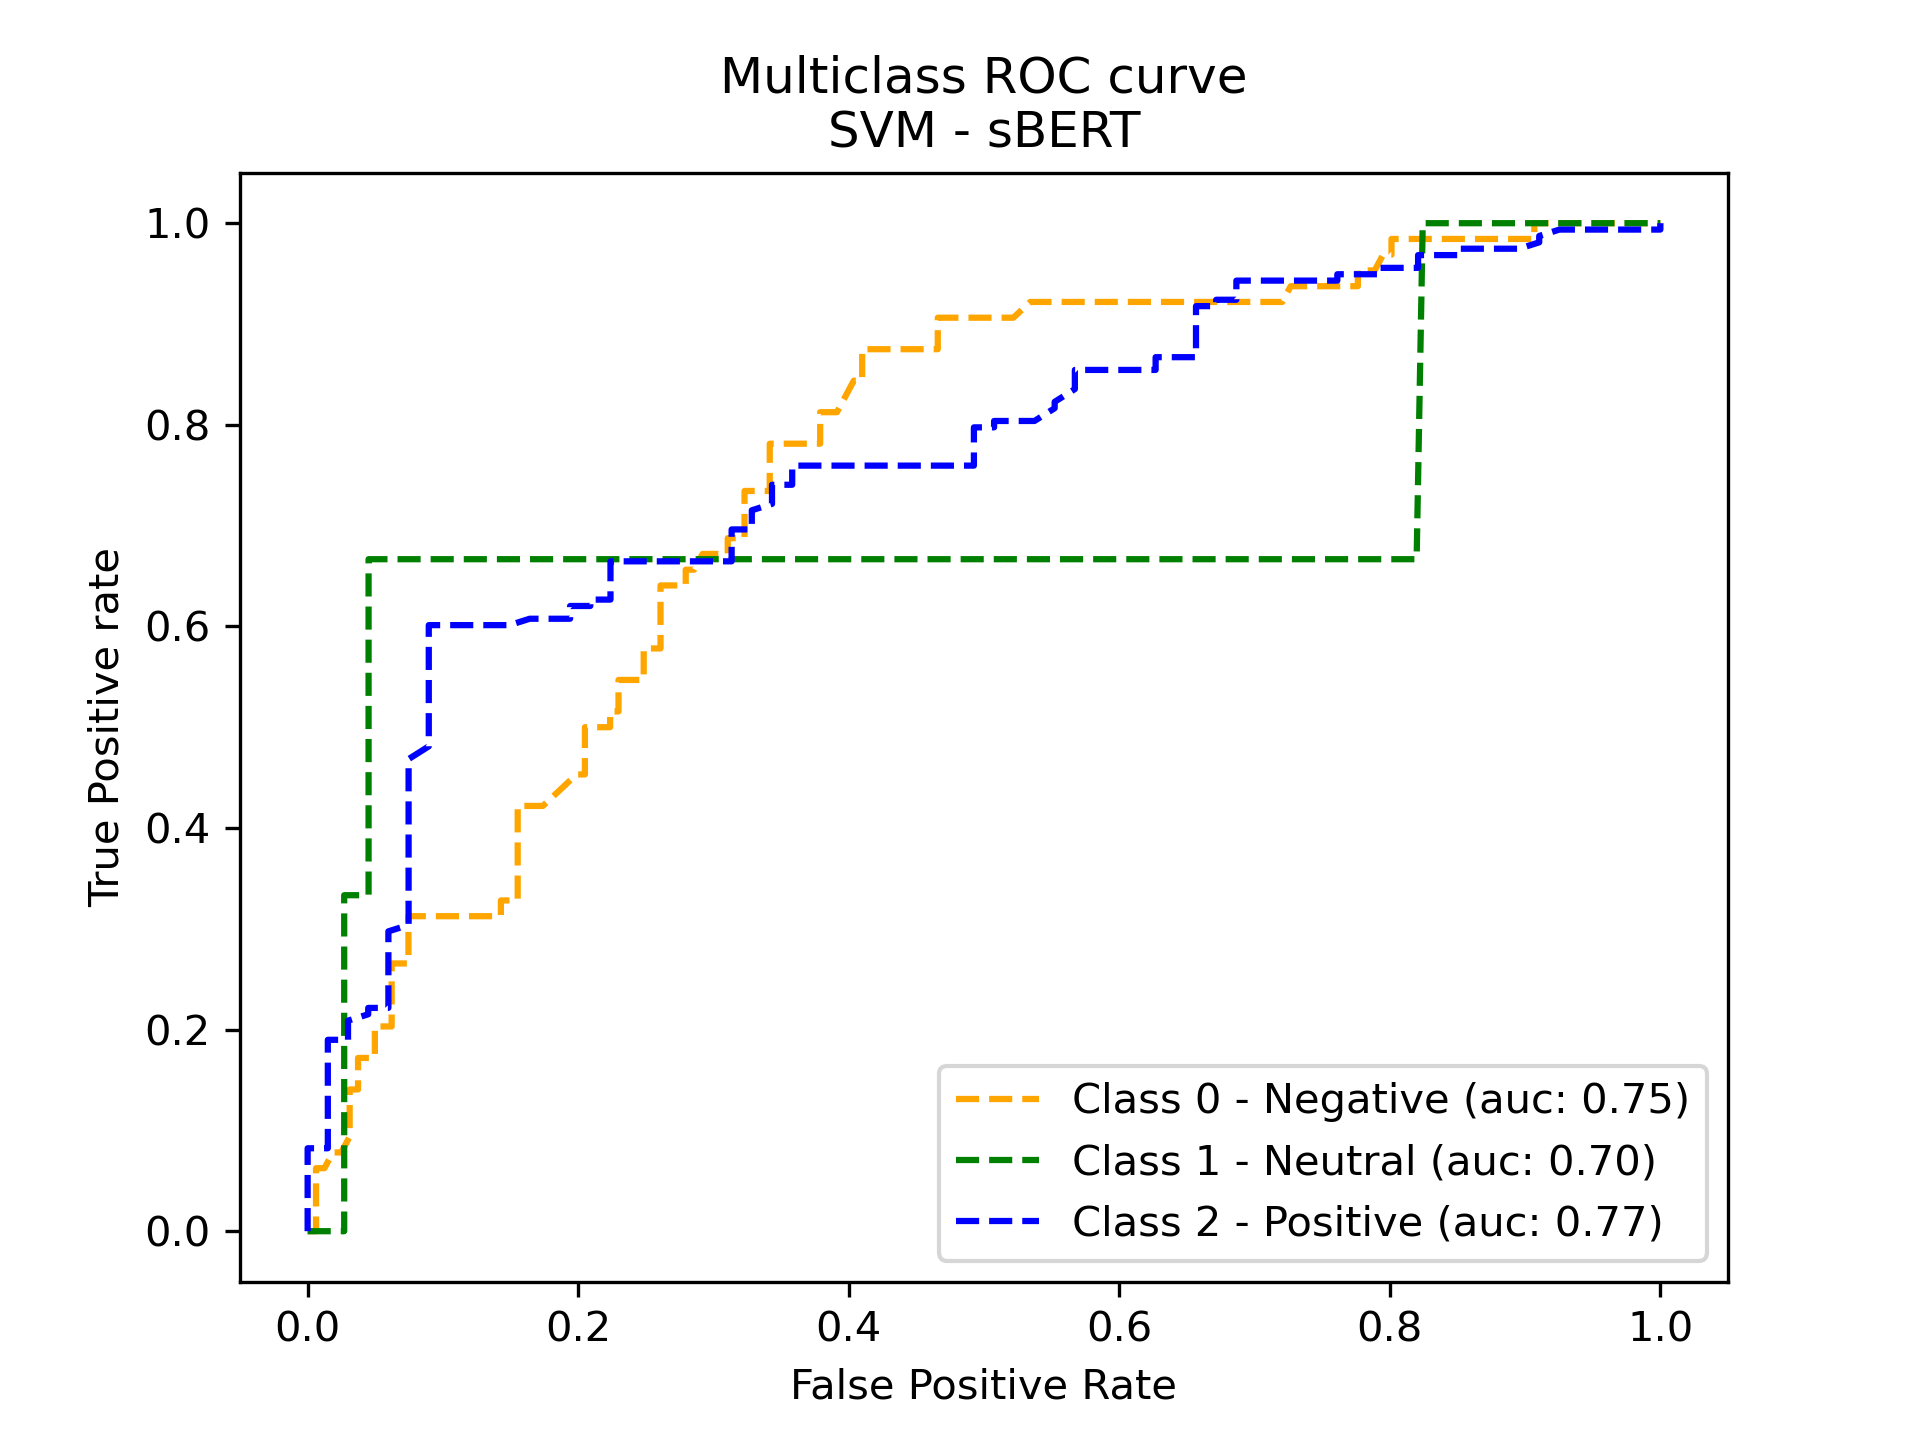 Multiclass ROC curve
SVM - sBERT
True Positive rate
1.0
0.8
0.6
0.4
0.2
0.0
Class 0 - Negative (auc: 0.75)
Class 1 - Neutral (auc: 0.70)
Class 2 - Positive (auc: 0.77)
0.0 0.2 0.4 0.6 0.8 1.0
False Positive Rate